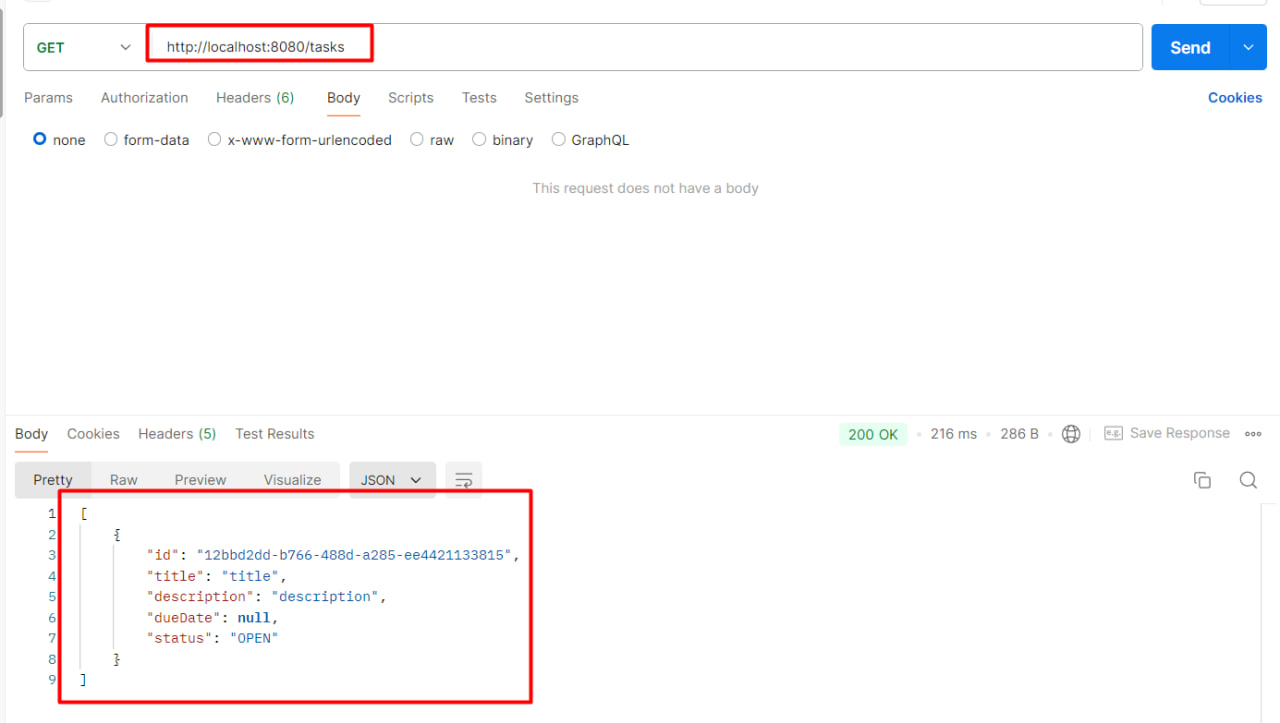 GET http://localhost:8080/tasks Send
Params Authorization Headers (6) Body Scripts Tests Settings Cookies
none form-data x-www-form-urlencoded raw binary GraphQL
This request does not have a body
Body Cookies Headers (5) Test Results 200 OK 216 ms 286 B e.g. Save Response
Pretty Raw Preview Visualize JSON
1 [
2 {
3 "id": "12bbd2dd-b766-488d-a285-ee4421133815",
4 "title": "title",
5 "description": "description",
6 "dueDate": null,
7 "status": "OPEN"
8 }
9 ]